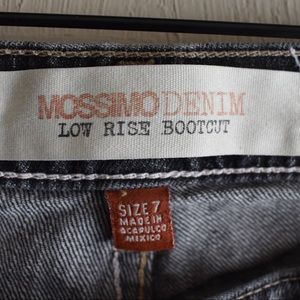 MOSSIMO DENIM
LOW RISE BOOTCUT
SIZE 7
MADE IN
ACAPULCO
MEXICO